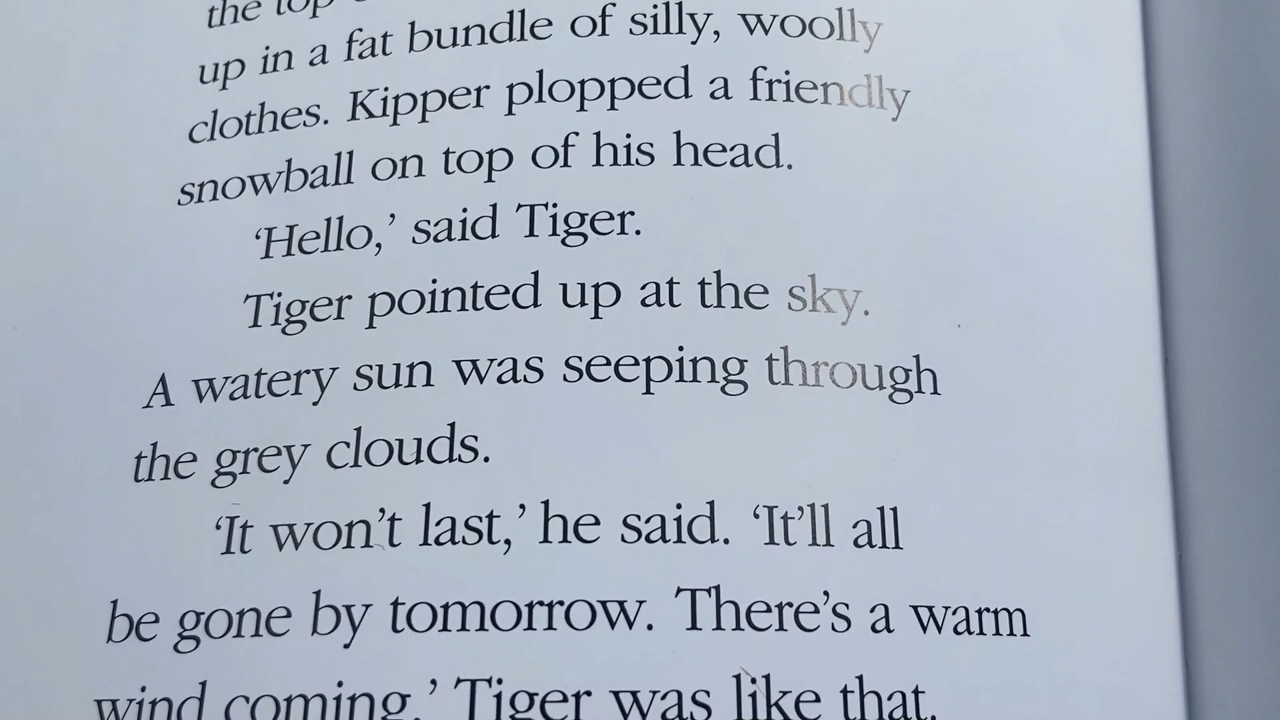 the top
up in a fat bundle of silly, woolly
clothes. Kipper plopped a friendly
snowball on top of his head.
‘Hello,’ said Tiger.
Tiger pointed up at the sky.
A watery sun was seeping through
the grey clouds.
‘It won’t last,’ he said. ‘It’ll all
be gone by tomorrow. There’s a warm
wind coming.’ Tiger was like that.